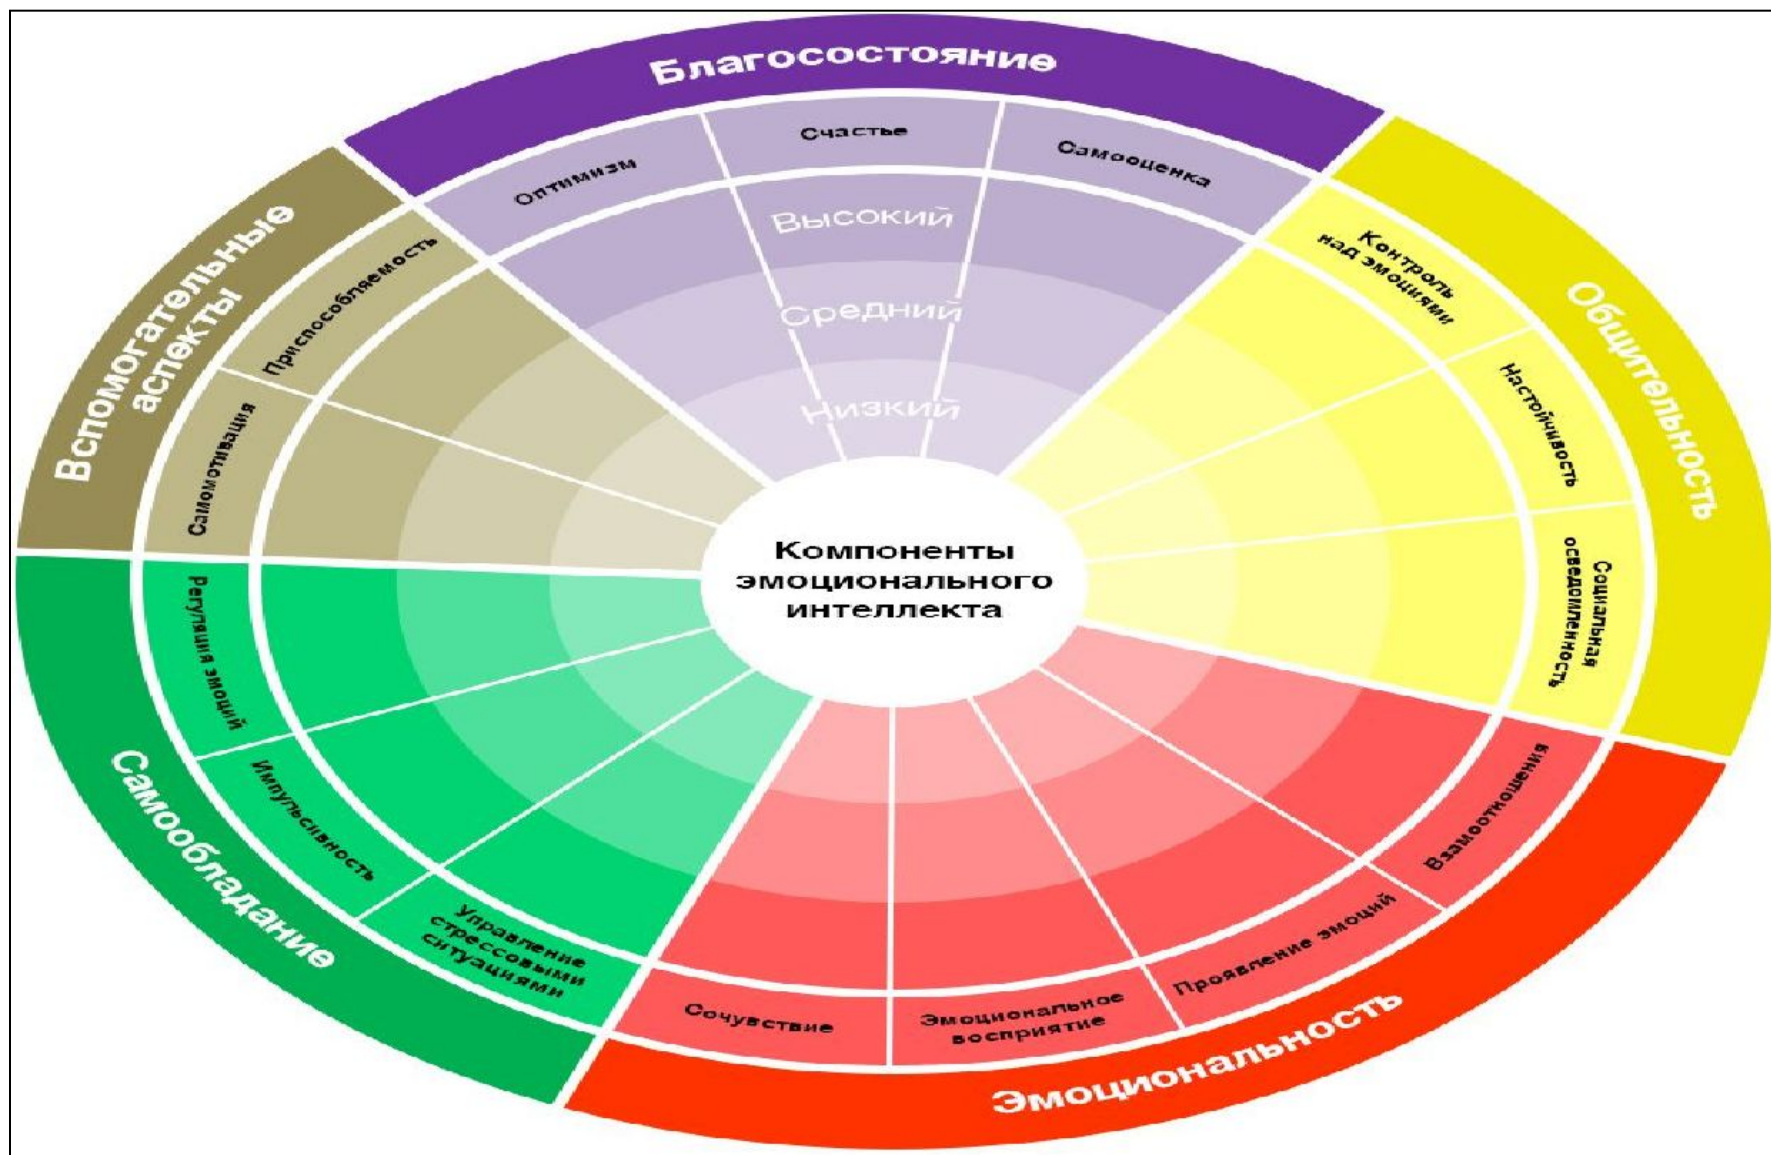 Благосостояние
Оптимизм
Счастье
Самооценка
Высокий
Средний
Низкий
Общительность
Контроль
над эмоциями
Настойчивость
Социальная
осведомленность
Эмоциональность
Взамоотношения
Проявление эмоций
Эмоциональное
восприятие
Сочувствие
Самообладание
Управление
стрессовыми
ситуациями
Импульсивность
Регуляция эмоций
Вспомогательные
аспекты
Самомотивация
Приспособляемость
Компоненты
эмоционального
интеллекта